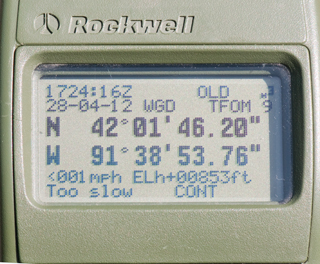 Rockwell
1724:16Z OLD
28-04-12 WGD TFOM 9
N 42°01'46.20"
W 91°38'53.76"
<001mph ELh+00853ft
Too slow CONT